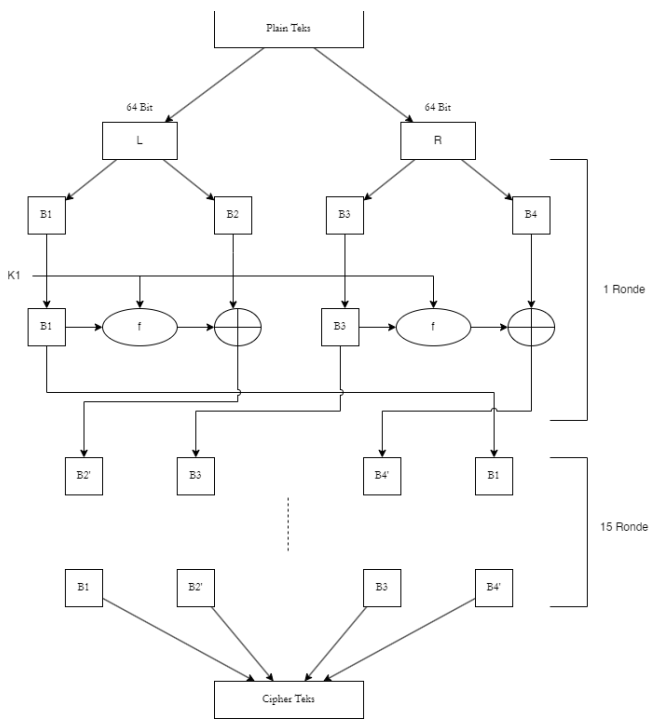 Plain Teks
64 Bit
64 Bit
L
R
B1
B2
B3
B4
K1
1 Ronde
B1
f
B3
f
B2'
B3
B4'
B1
15 Ronde
B1
B2'
B3
B4'
Cipher Teks